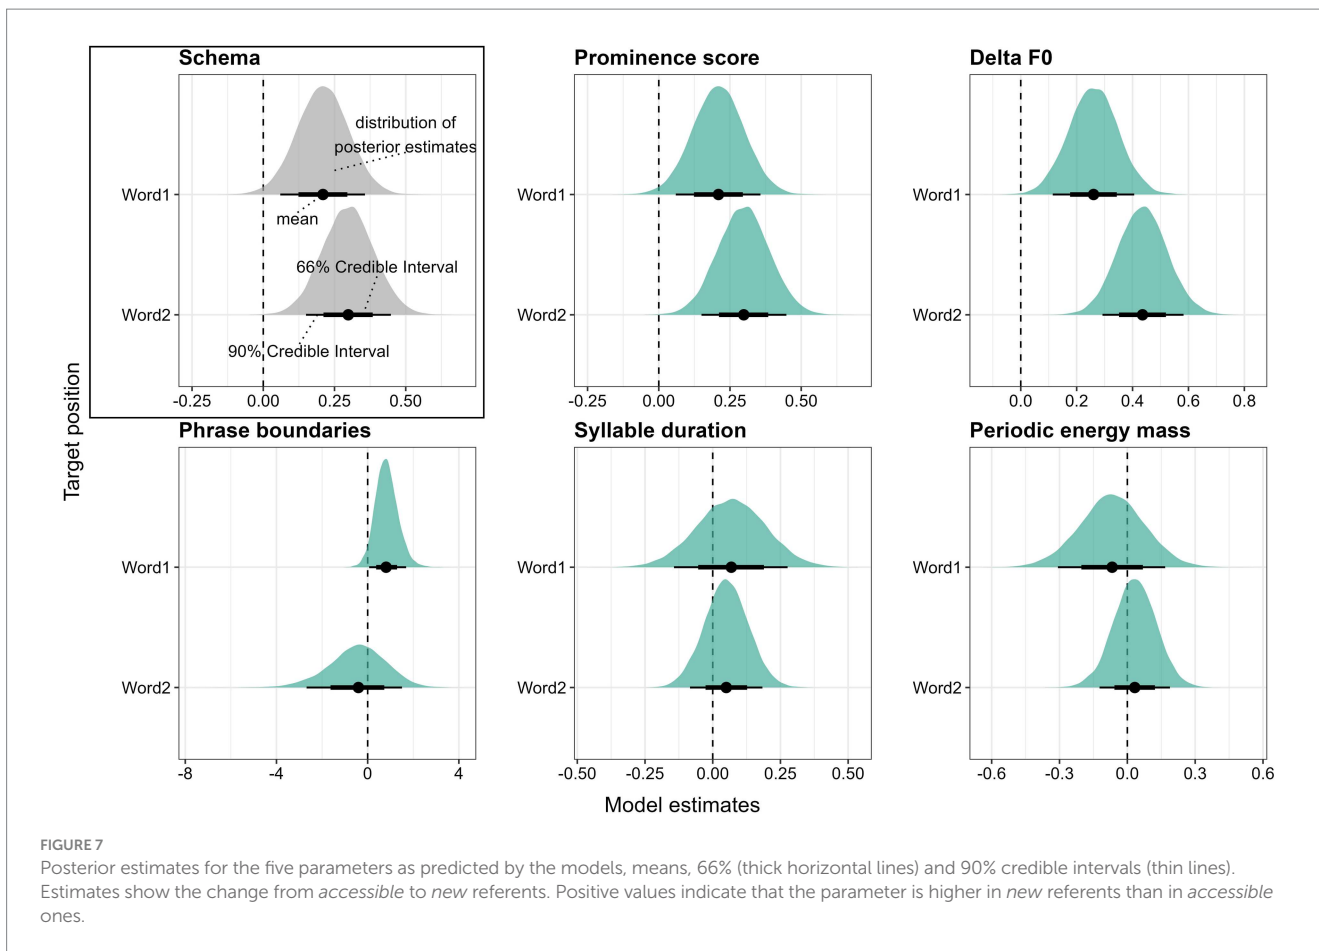 Schema
distribution of
posterior estimates
Word1
mean
66% Credible Interval
Word2
90% Credible Interval
-0.25 0.00 0.25 0.50
Prominence score
Word1
Word2
-0.25 0.00 0.25 0.50
Delta F0
Word1
Word2
0.0 0.2 0.4 0.6 0.8
Target position
Phrase boundaries
Word1
Word2
-8 -4 0 4
Syllable duration
Word1
Word2
-0.50 -0.25 0.00 0.25 0.50
Periodic energy mass
Word1
Word2
-0.6 -0.3 0.0 0.3 0.6
Model estimates
FIGURE 7
Posterior estimates for the five parameters as predicted by the models, means, 66% (thick horizontal lines) and 90% credible intervals (thin lines).
Estimates show the change from accessible to new referents. Positive values indicate that the parameter is higher in new referents than in accessible
ones.